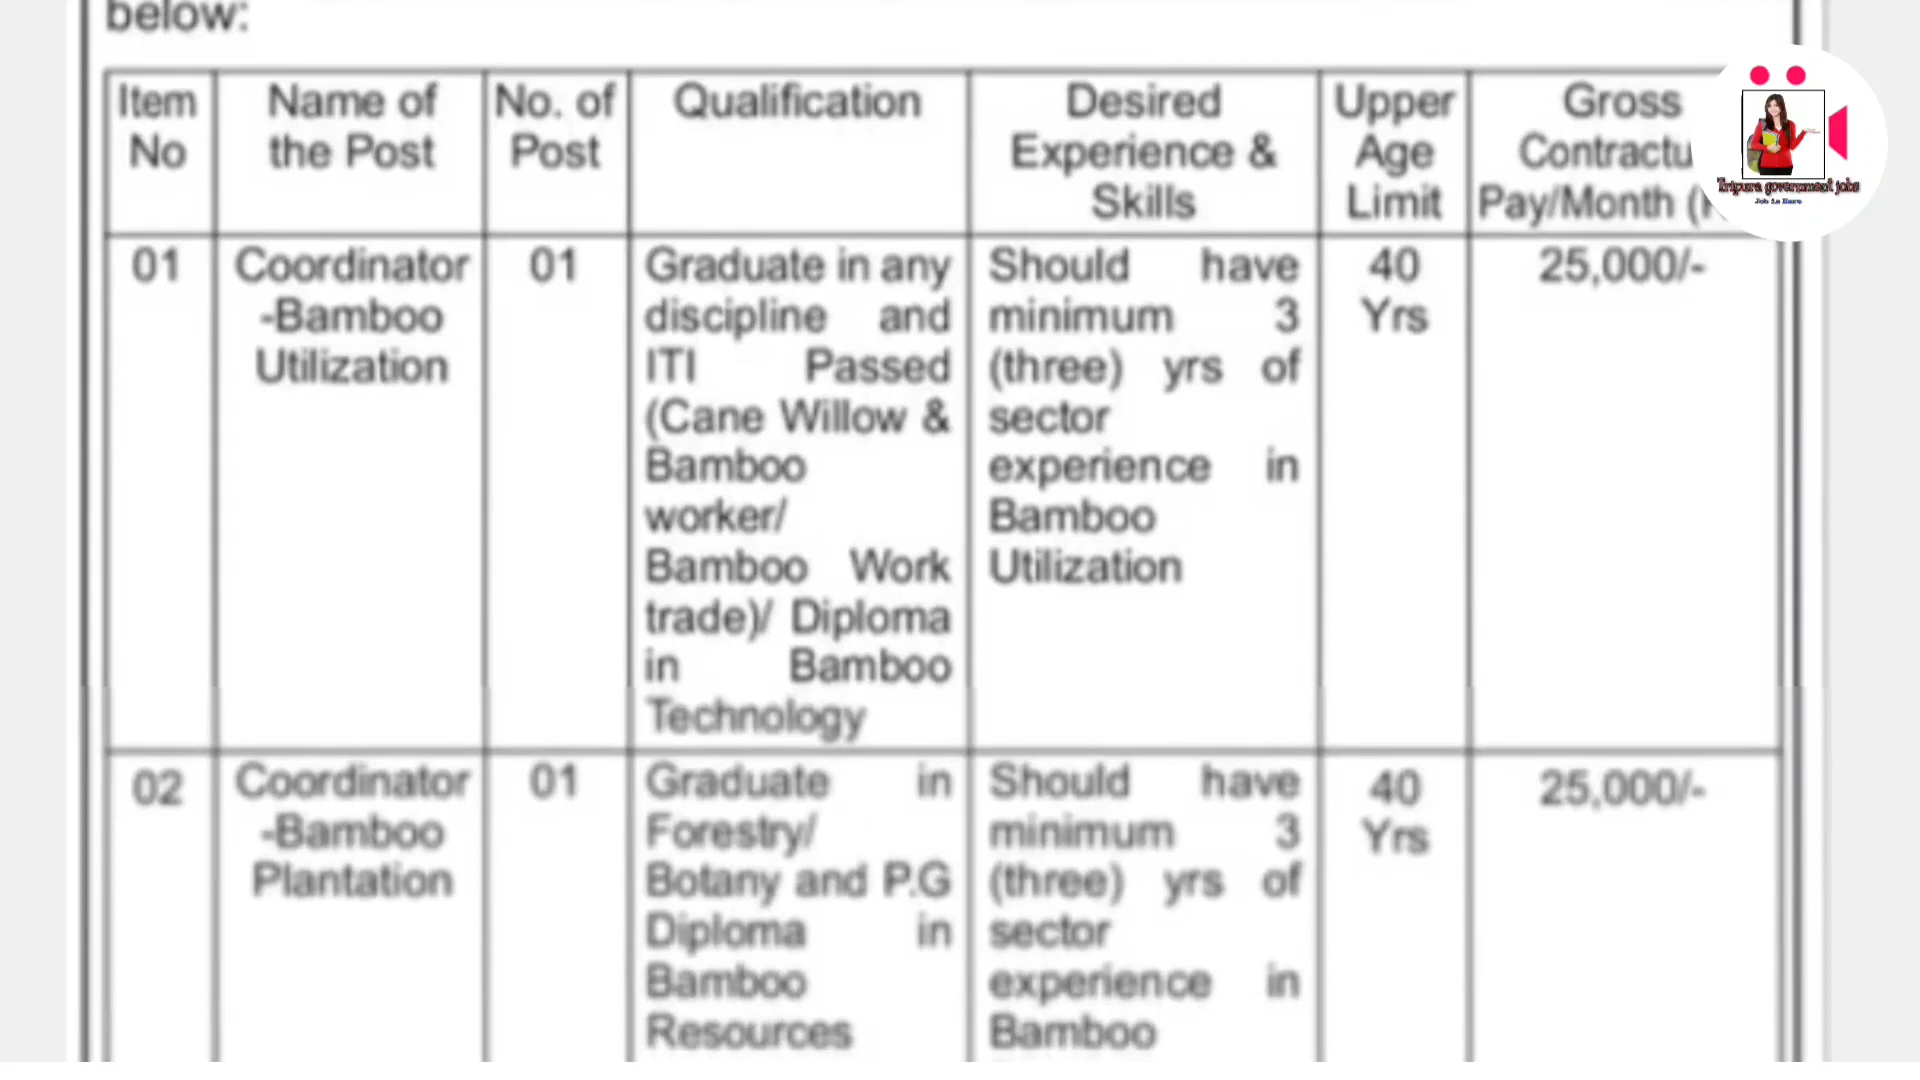 below:
Item No
Name of the Post
No. of Post
Qualification
Desired Experience & Skills
Upper Age Limit
Gross
Pay/Month
01
Coordinator
-Bamboo
Utilization
01
Graduate in any
discipline and
ITI Passed
(Cane Willow &
Bamboo
worker/
Bamboo Work
trade)/ Diploma
in Bamboo
Technology
Should have
minimum 3
(three) yrs of
sector
experience in
Bamboo
Utilization
40
Yrs
25,000/-
02
Coordinator
-Bamboo
Plantation
01
Graduate in
Forestry/
Botany and P.G
Diploma in
Bamboo
Resources
Should have
minimum 3
(three) yrs of
sector
experience in
Bamboo
40
Yrs
25,000/-
Tripura government jobs
Job is Here